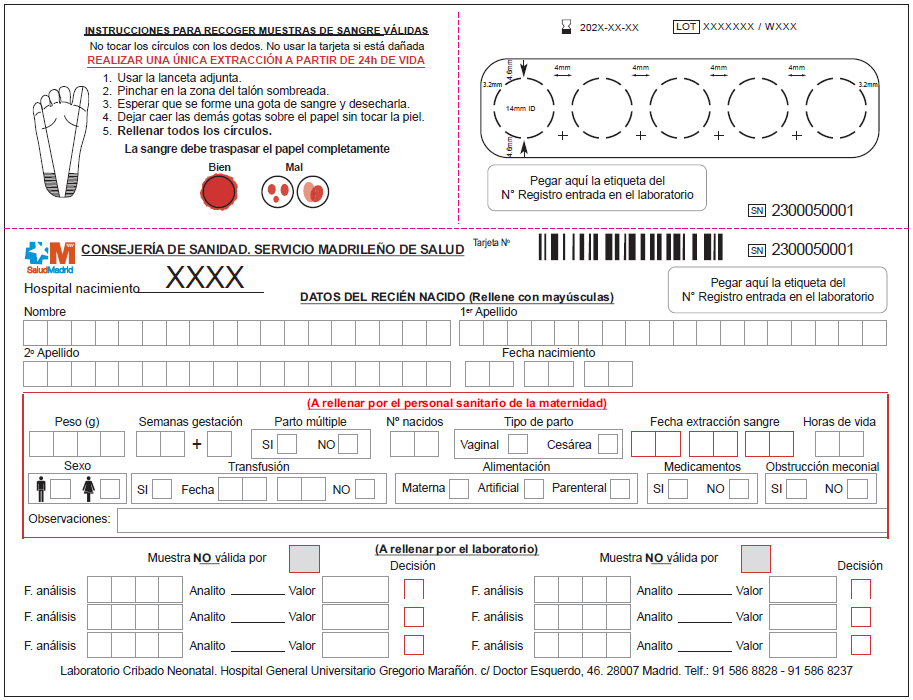 INSTRUCCIONES PARA RECOGER MUESTRAS DE SANGRE VÁLIDAS
No tocar los círculos con los dedos. No usar la tarjeta si está dañada
REALIZAR UNA ÚNICA EXTRACCIÓN A PARTIR DE 24h DE VIDA
1. Usar la lanceta adjunta.
2. Pinchar en la zona del talón sombreada.
3. Esperar que se forme una gota de sangre y desecharla.
4. Dejar caer las demás gotas sobre el papel sin tocar la piel.
5. Rellenar todos los círculos.
La sangre debe traspasar el papel completamente
Bien Mal
202X-XX-XX LOT XXXXXXX / WXXX
4.6mm 4mm 4mm 4mm 4mm
3.2mm 3.2mm
14mm ID
4.6mm
Pegar aquí la etiqueta del
N° Registro entrada en el laboratorio
SN 2300050001
SaludMadrid
CONSEJERÍA DE SANIDAD. SERVICIO MADRILEÑO DE SALUD Tarjeta Nº SN 2300050001
Hospital nacimiento XXXX
Pegar aquí la etiqueta del
N° Registro entrada en el laboratorio
DATOS DEL RECIÉN NACIDO (Rellene con mayúsculas)
Nombre 1er Apellido
2º Apellido Fecha nacimiento
(A rellenar por el personal sanitario de la maternidad)
Peso (g) Semanas gestación Parto múltiple Nº nacidos Tipo de parto Fecha extracción sangre Horas de vida
+ SI NO Vaginal Cesárea
Sexo Transfusión Alimentación Medicamentos Obstrucción meconial
SI Fecha NO Materna Artificial Parenteral SI NO SI NO
Observaciones:
(A rellenar por el laboratorio)
Muestra NO válida por Muestra NO válida por
Decisión Decisión
F. análisis Analito Valor F. análisis Analito Valor
F. análisis Analito Valor F. análisis Analito Valor
F. análisis Analito Valor F. análisis Analito Valor
Laboratorio Cribado Neonatal. Hospital General Universitario Gregorio Marañón. c/ Doctor Esquerdo, 46. 28007 Madrid. Telf.: 91 586 8828 - 91 586 8237